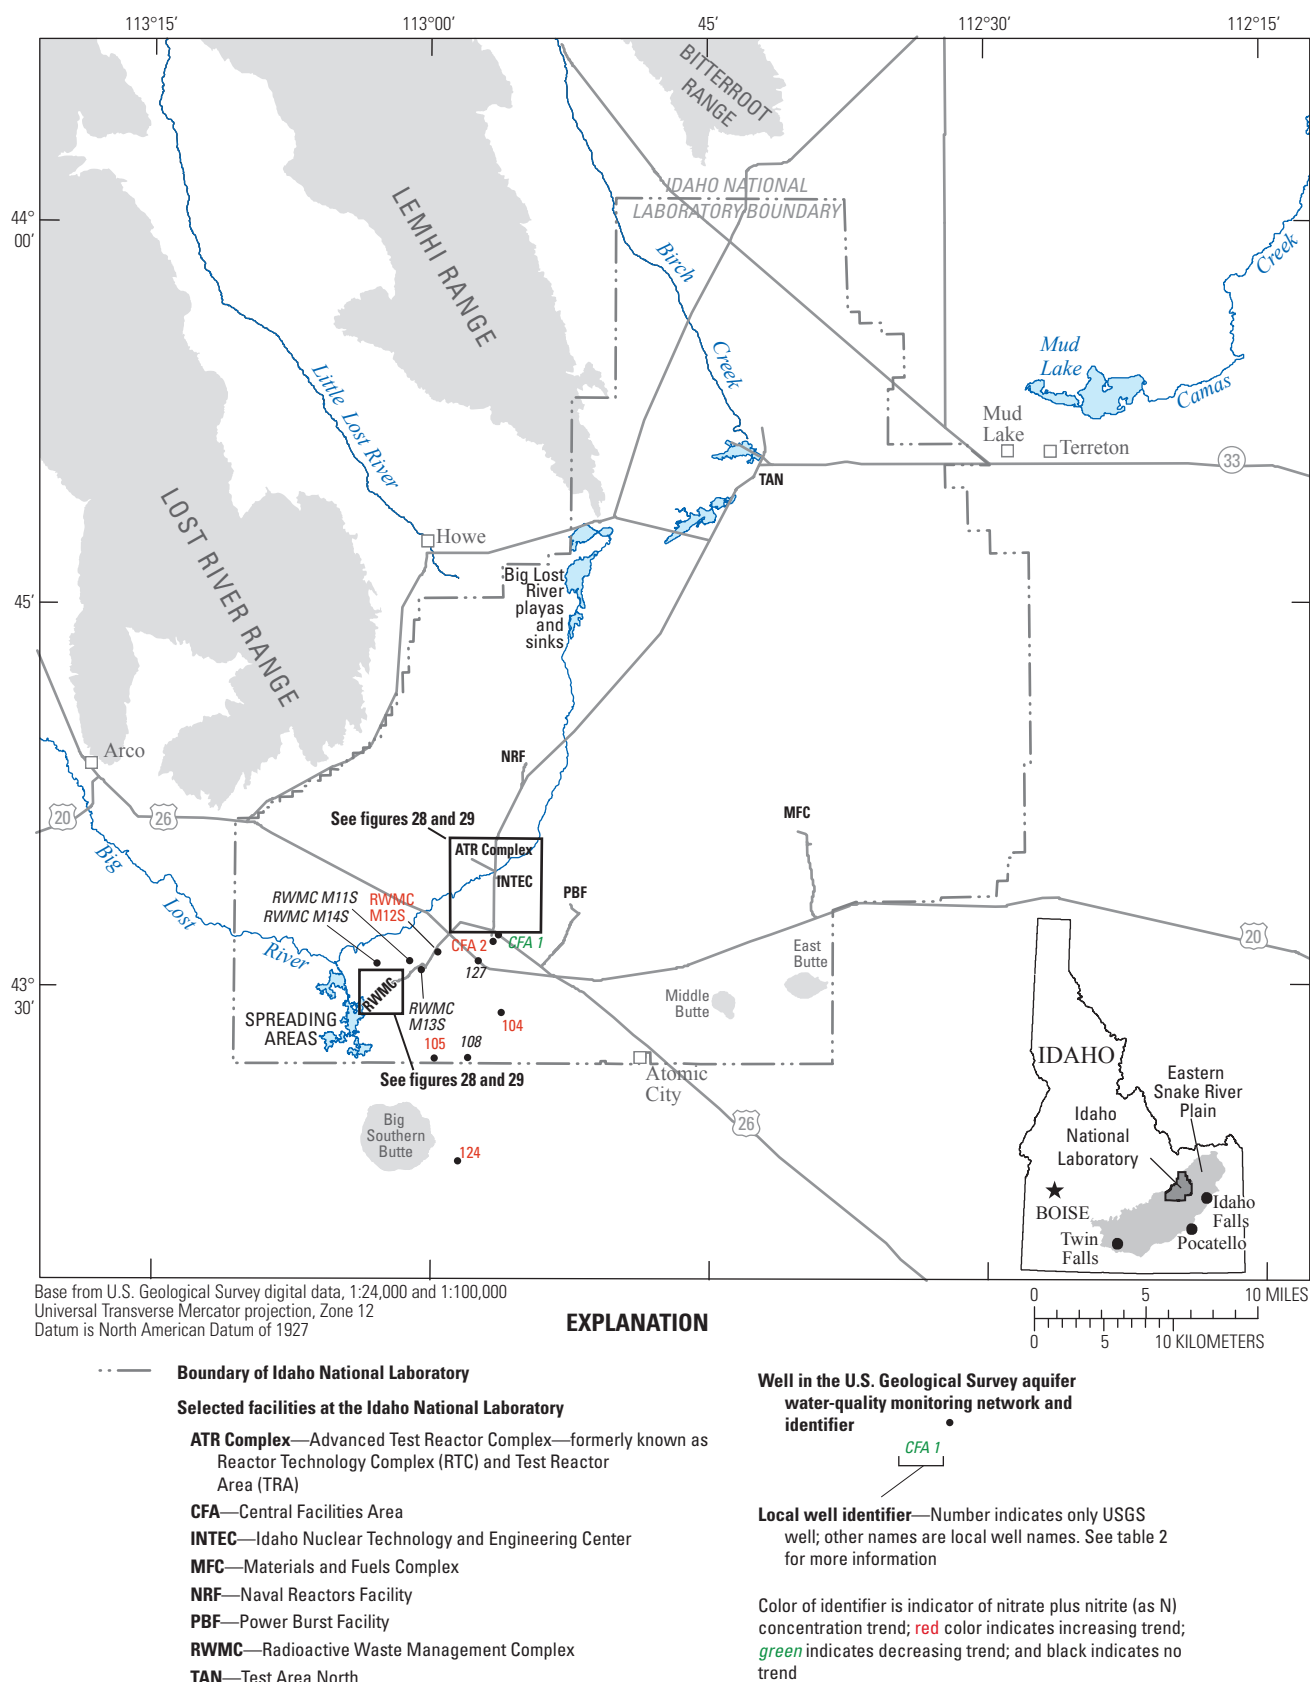 113°15′
113°00′
45′
112°30′
112°15′
BITTERROOT
RANGE
IDAHO NATIONAL
LABORATORY BOUNDARY
44°
00′
LEMHI RANGE
Birch
Creek
Creek
Camas
Mud
Lake
Mud
Lake
Terreton
33
Little Lost River
TAN
LOST RIVER RANGE
Howe
Big Lost
River
playas
and
sinks
45′
Arco
NRF
20
26
MFC
See figures 28 and 29
ATR Complex
INTEC
Big
Lost
River
RWMC M11S
RWMC M14S
RWMC
M12S
PBF
CFA 2
CFA 1
127
East
Butte
20
43°
30′
RWMC
RWMC
M13S
Middle
Butte
SPREADING
AREAS
104
105
108
See figures 28 and 29
Atomic
City
Big
Southern
Butte
124
26
IDAHO
Eastern
Snake River
Plain
Idaho
National
Laboratory
BOISE
Idaho
Falls
Twin
Falls
Pocatello
Base from U.S. Geological Survey digital data, 1:24,000 and 1:100,000
Universal Transverse Mercator projection, Zone 12
Datum is North American Datum of 1927
0 5 10 MILES
0 5 10 KILOMETERS
EXPLANATION
Boundary of Idaho National Laboratory
Selected facilities at the Idaho National Laboratory
ATR Complex—Advanced Test Reactor Complex—formerly known as
Reactor Technology Complex (RTC) and Test Reactor
Area (TRA)
CFA—Central Facilities Area
INTEC—Idaho Nuclear Technology and Engineering Center
MFC—Materials and Fuels Complex
NRF—Naval Reactors Facility
PBF—Power Burst Facility
RWMC—Radioactive Waste Management Complex
TAN—Test Area North
Well in the U.S. Geological Survey aquifer
water-quality monitoring network and
identifier
CFA 1
Local well identifier—Number indicates only USGS
well; other names are local well names. See table 2
for more information
Color of identifier is indicator of nitrate plus nitrite (as N)
concentration trend; red color indicates increasing trend;
green indicates decreasing trend; and black indicates no
trend